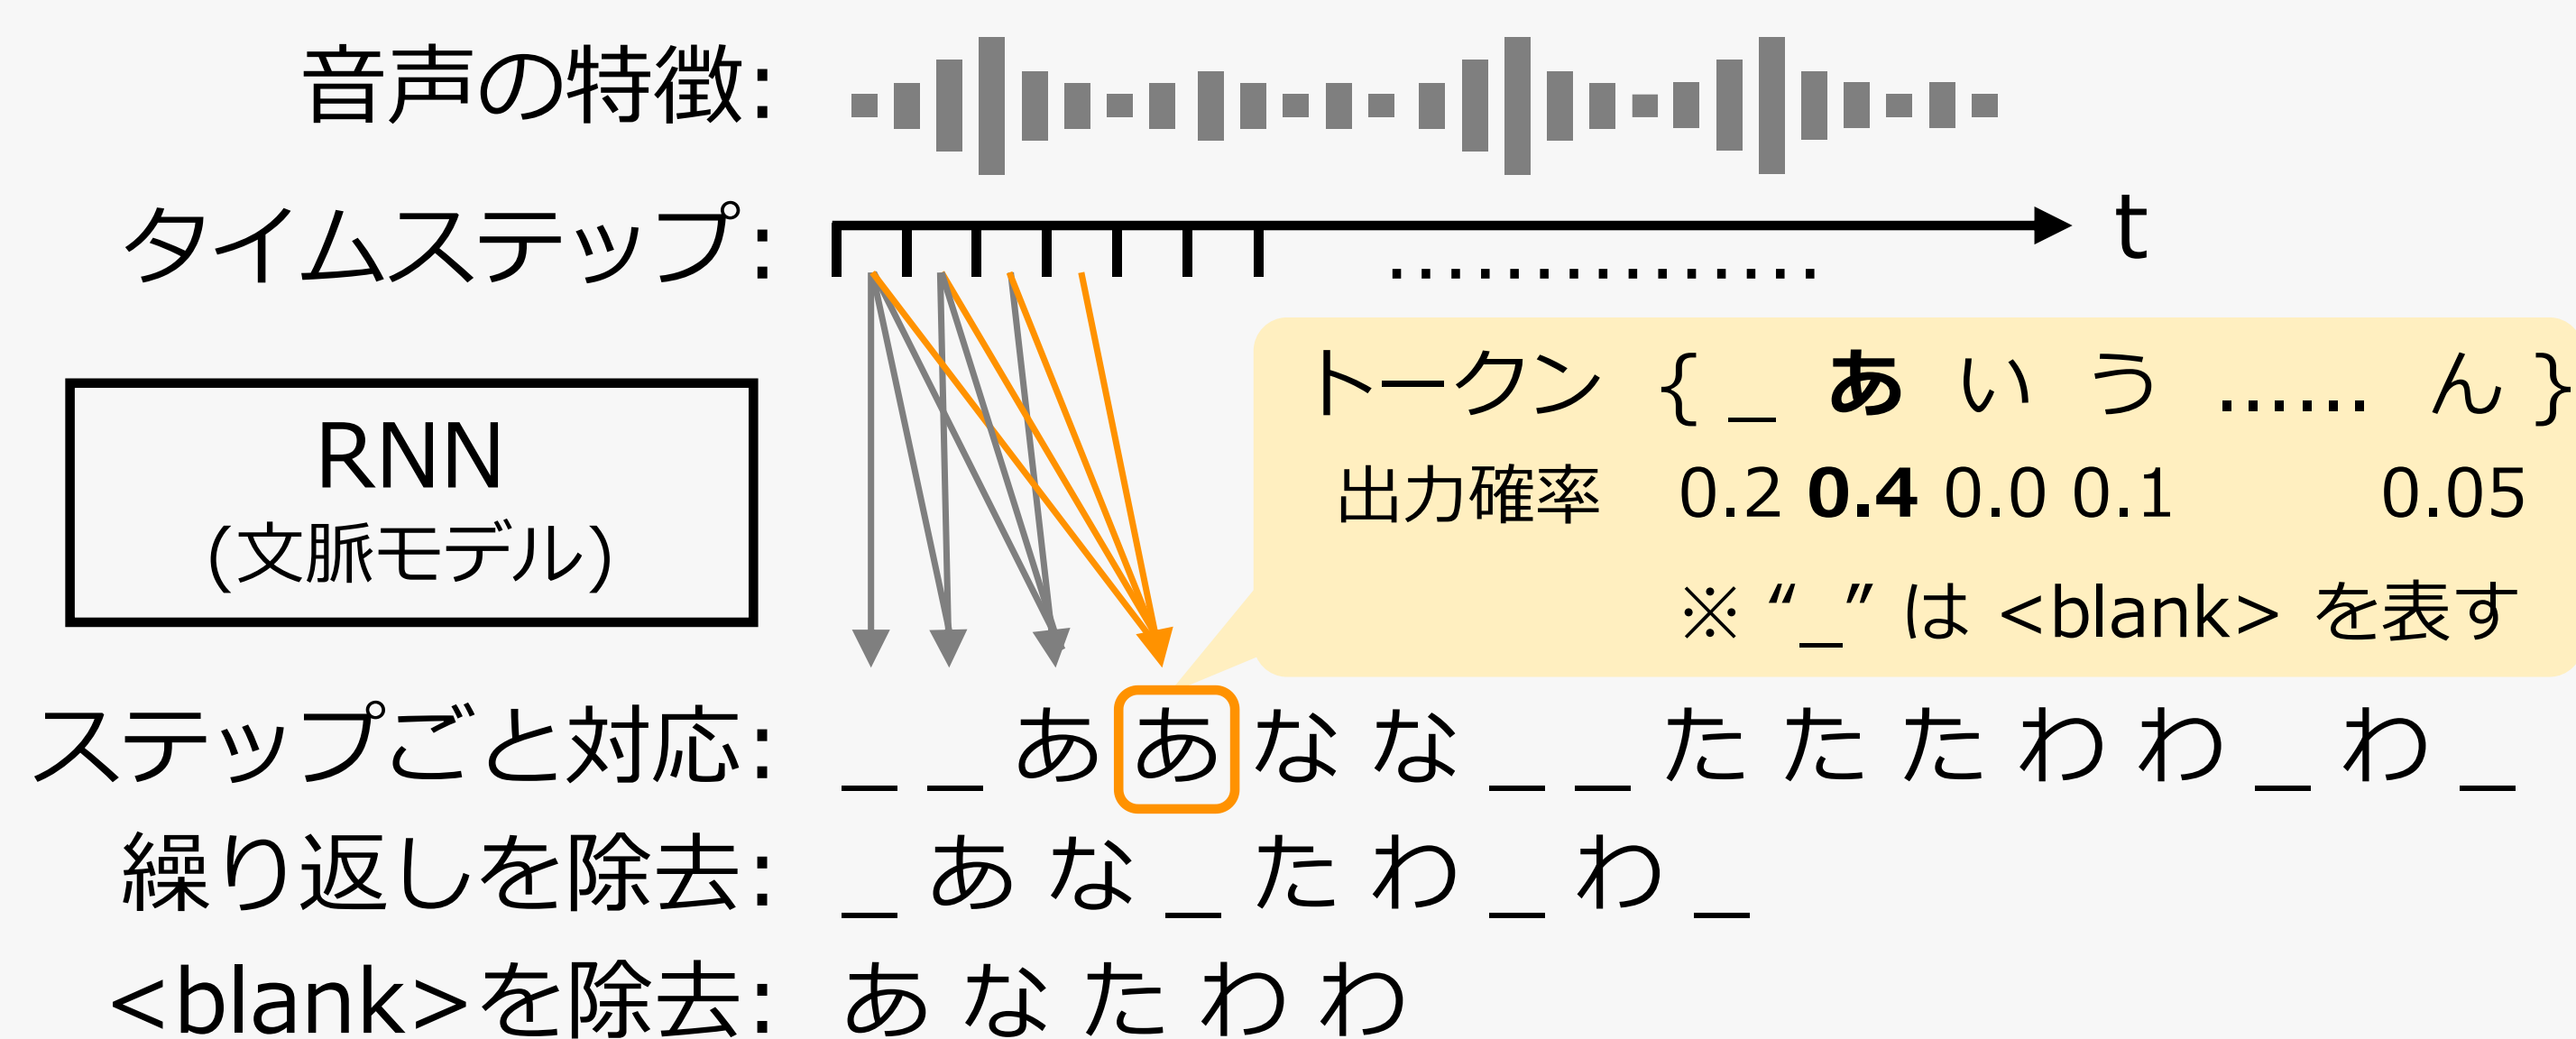 音声の特徴:
タイムステップ: t
...............
RNN
(文脈モデル)
トークン { _ あ い う ...... ん }
出力確率 0.2 0.4 0.0 0.1 0.05
※ “_” は <blank> を表す
ステップごと対応: _ _ あ あ な な _ _ た た た わ わ _ わ _
繰り返しを除去: _ あ な _ た わ _ わ _
<blank>を除去: あ な た わ わ